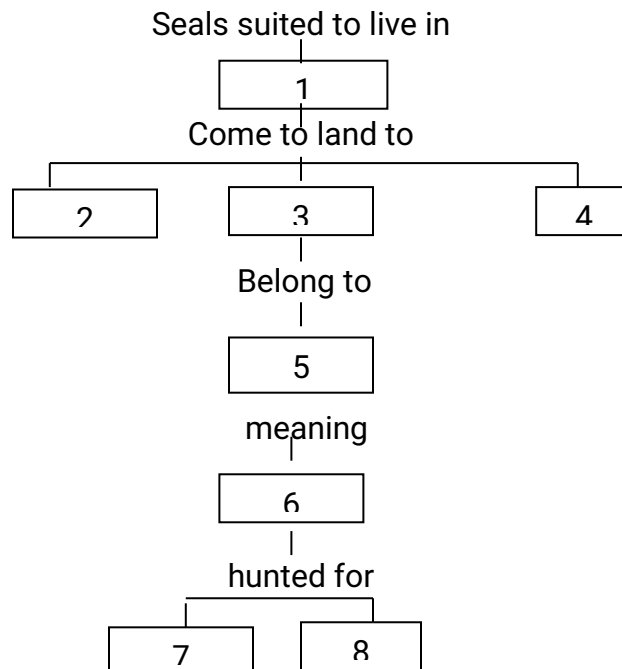 Seals suited to live in
1
Come to land to
2 3 4
Belong to
5
meaning
6
hunted for
7 8